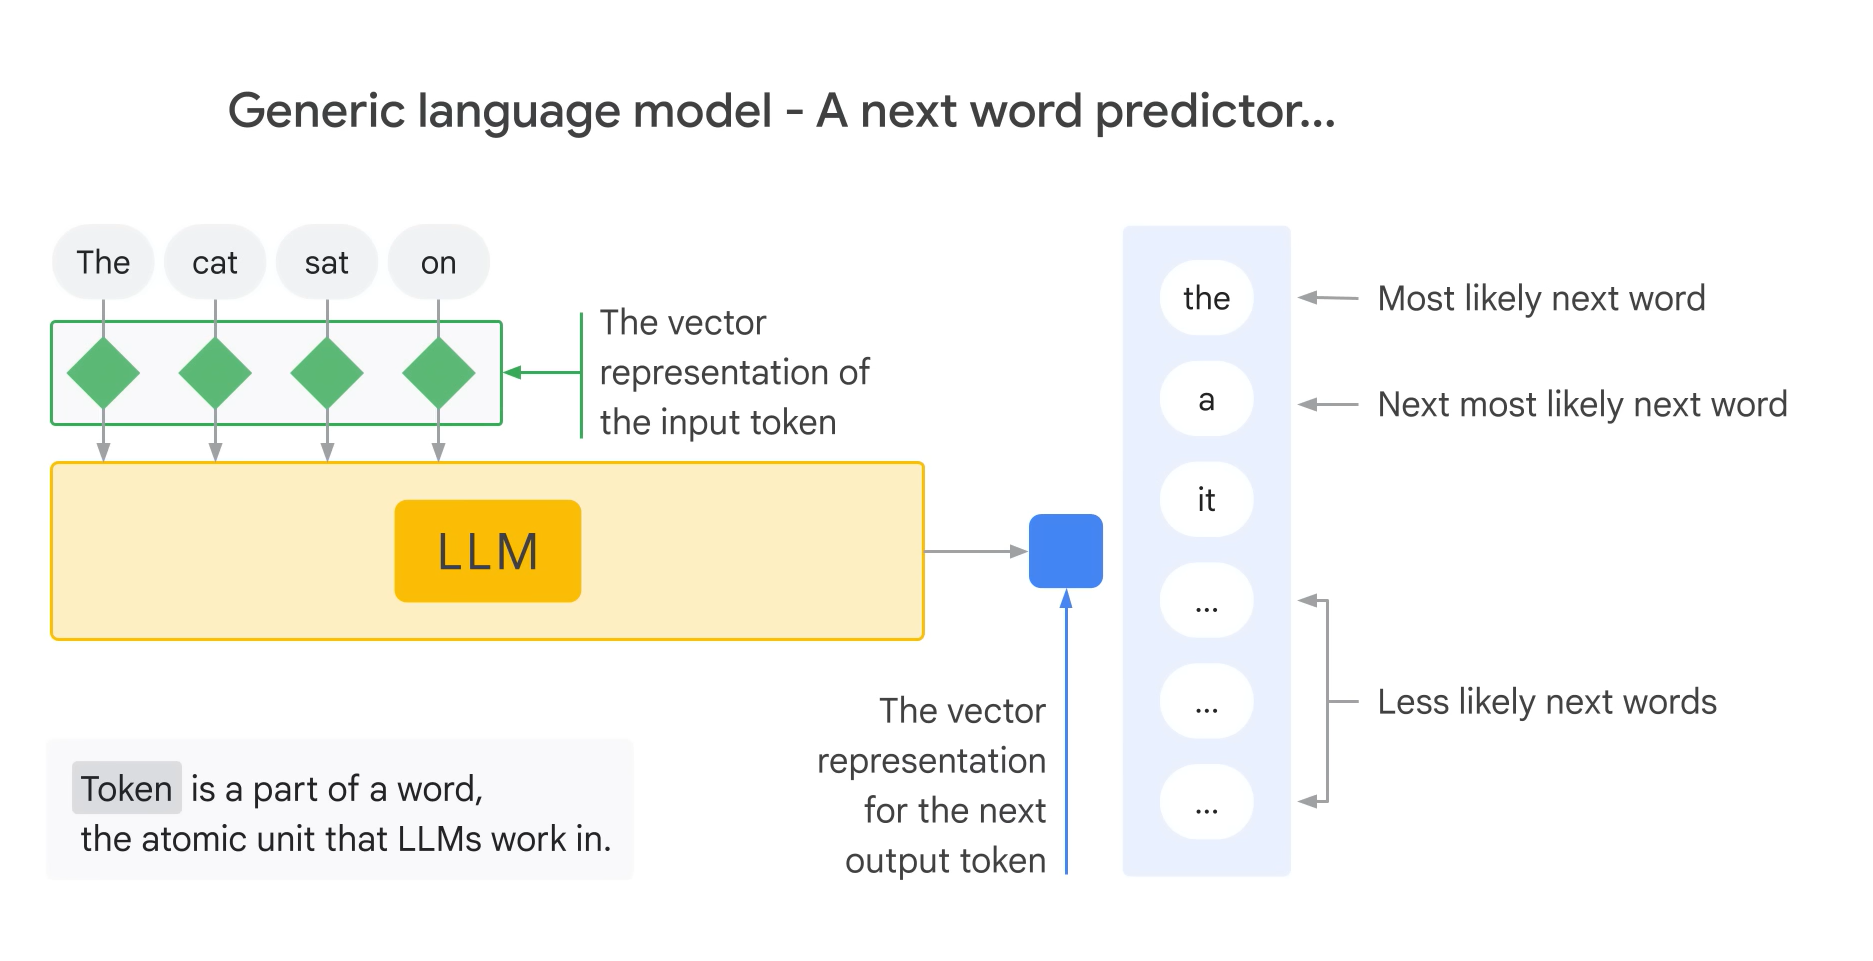 Generic language model - A next word predictor...
The cat sat on
The vector
representation of
the input token
LLM
The vector
representation
for the next
output token
the
Most likely next word
a
Next most likely next word
it
...
...
Less likely next words
...
Token is a part of a word,
the atomic unit that LLMs work in.